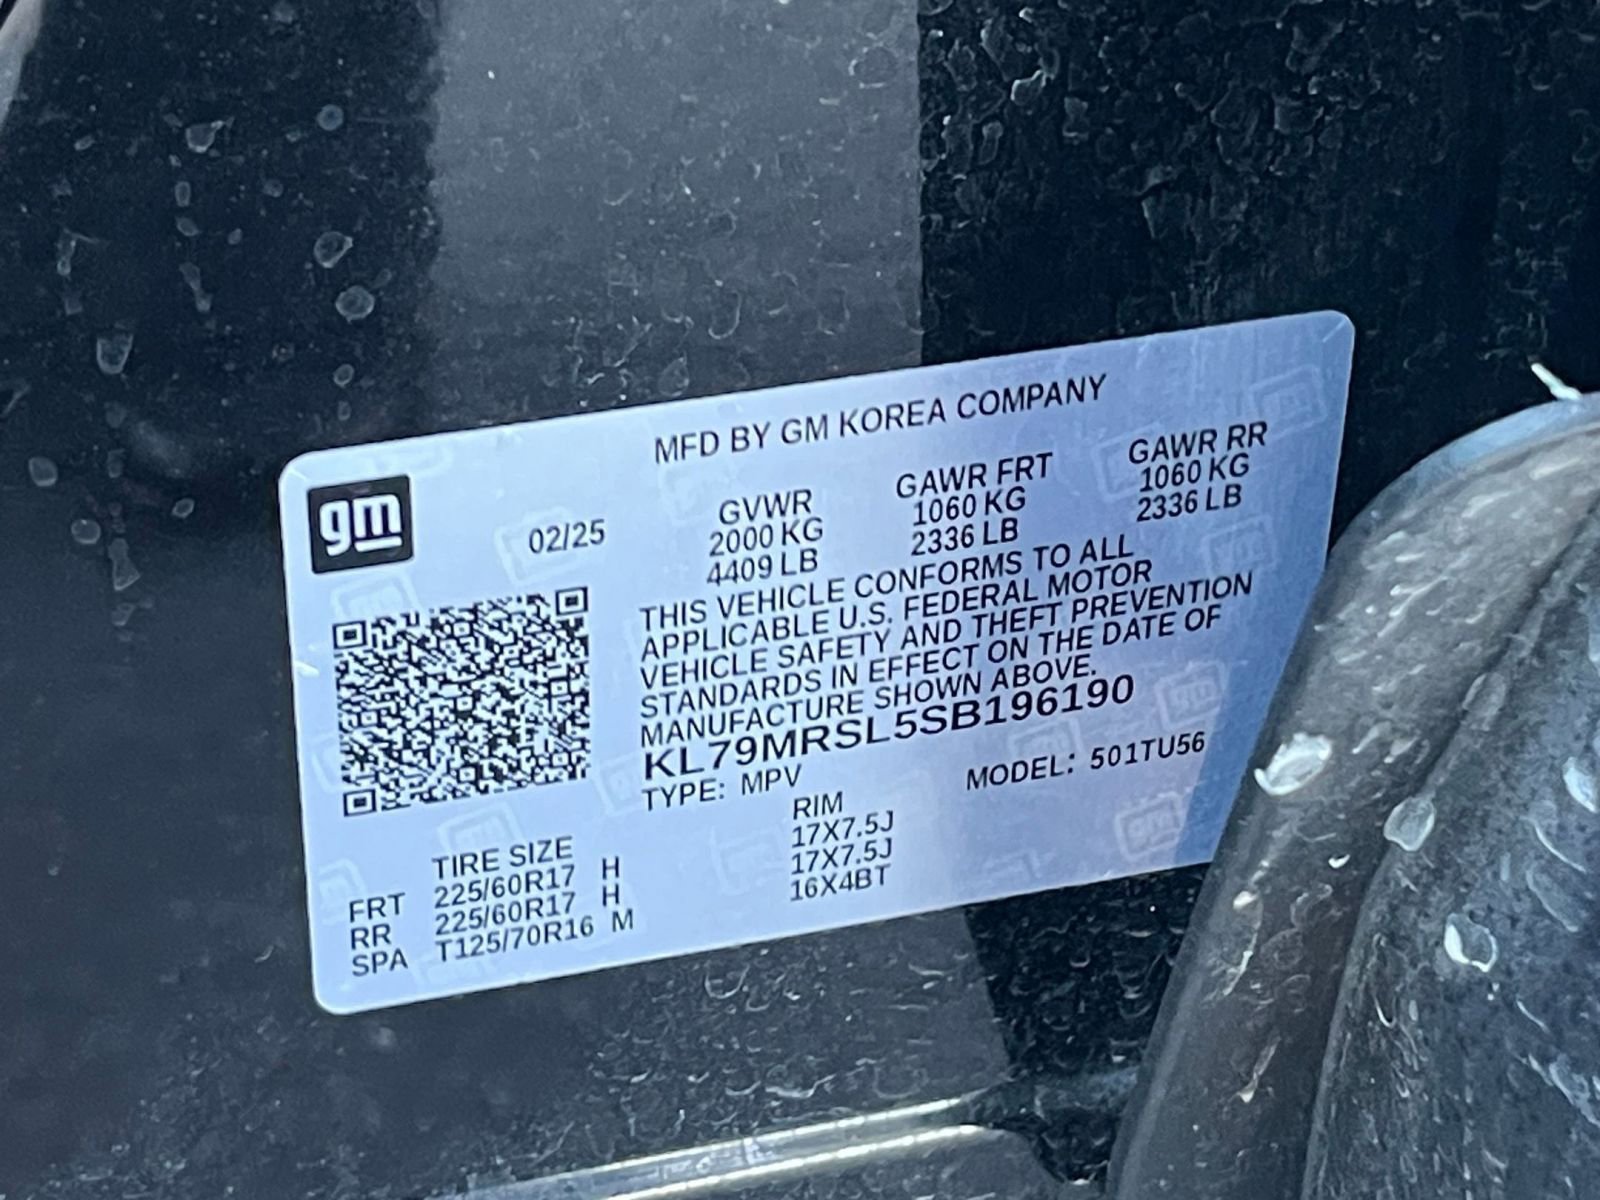 MFD BY GM KOREA COMPANY
gm
02/25
GVWR GAWR FRT GAWR RR
2000 KG 1060 KG 1060 KG
4409 LB 2336 LB 2336 LB
THIS VEHICLE CONFORMS TO ALL
APPLICABLE U.S. FEDERAL MOTOR
VEHICLE SAFETY AND THEFT PREVENTION
STANDARDS IN EFFECT ON THE DATE OF
MANUFACTURE SHOWN ABOVE.
KL79MRSL5SB196190
TYPE: MPV MODEL: 501TU56
TIRE SIZE RIM
FRT 225/60R17 H 17X7.5J
RR 225/60R17 H 17X7.5J
SPA T125/70R16 M 16X4BT